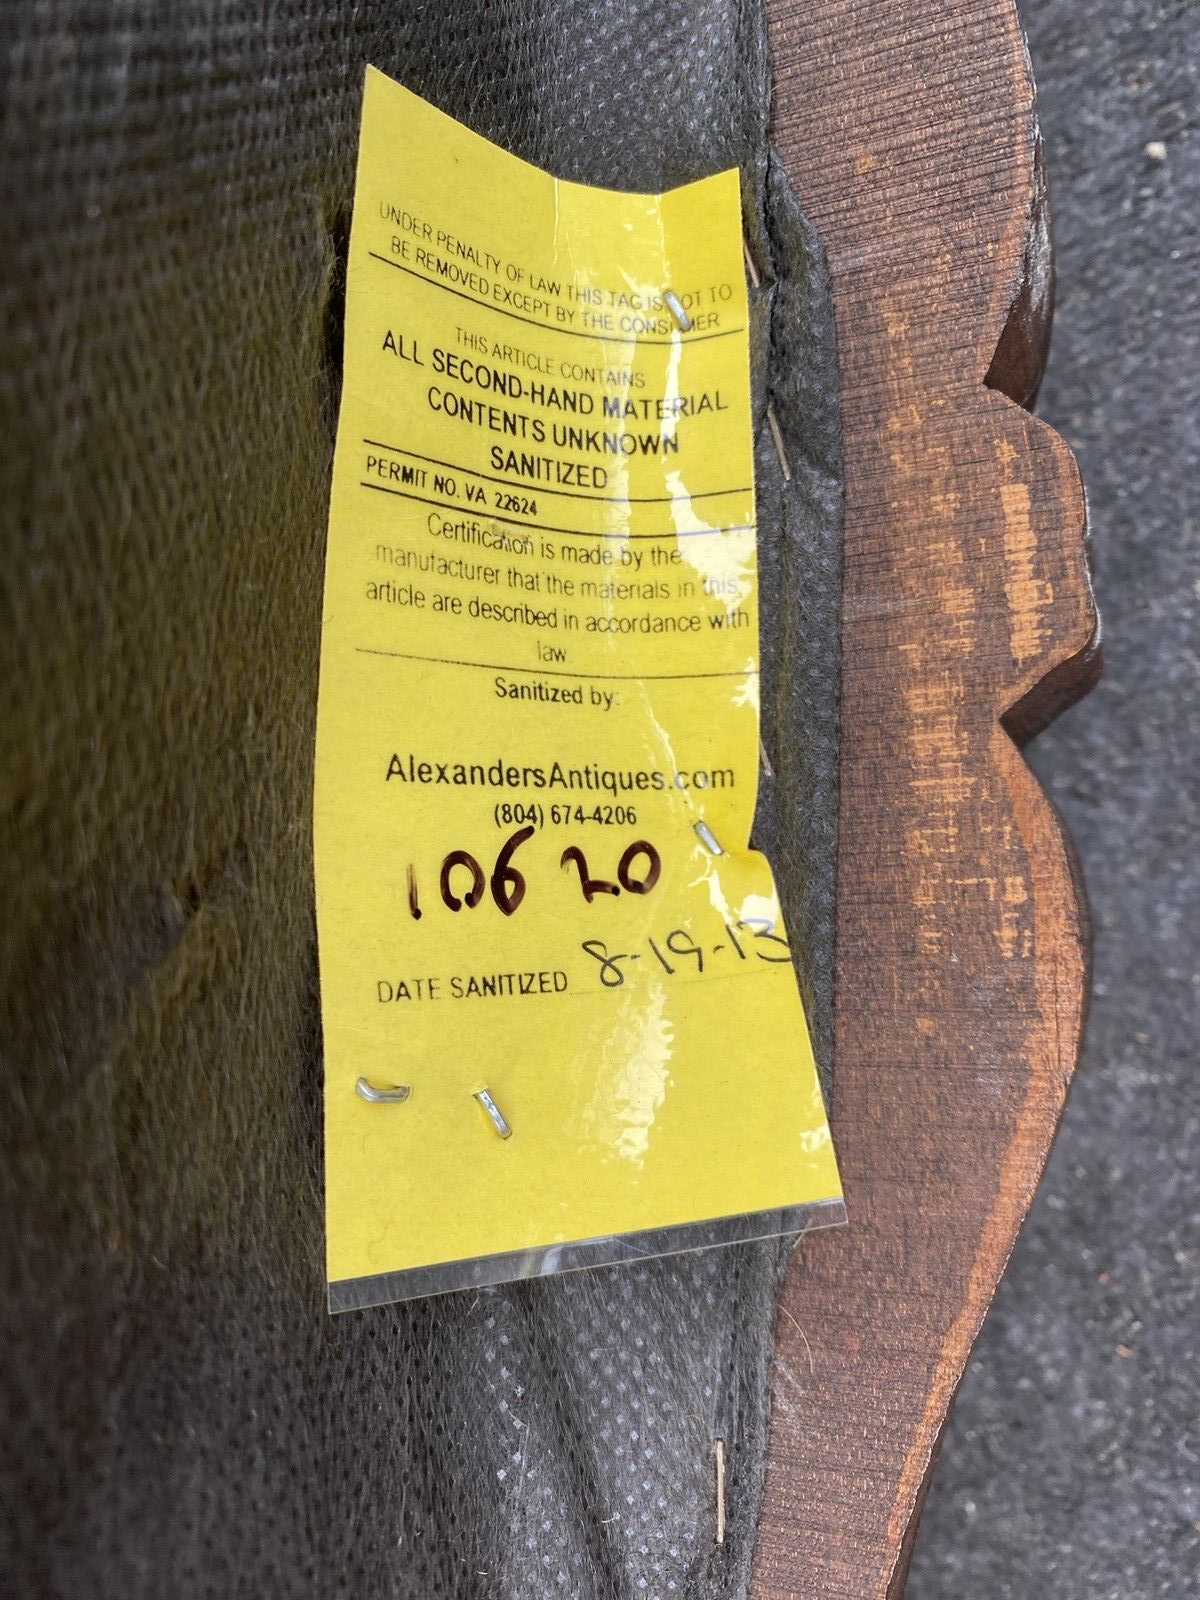 UNDER PENALTY OF LAW THIS TAG IS NOT TO
BE REMOVED EXCEPT BY THE CONSUMER
THIS ARTICLE CONTAINS
ALL SECOND-HAND MATERIAL
CONTENTS UNKNOWN
SANITIZED
PERMIT NO. VA 22624
Certification is made by the
manufacturer that the materials in this
article are described in accordance with
law
Sanitized by:
AlexandersAntiques.com
(804) 674-4206
10620
DATE SANITIZED 8-19-13